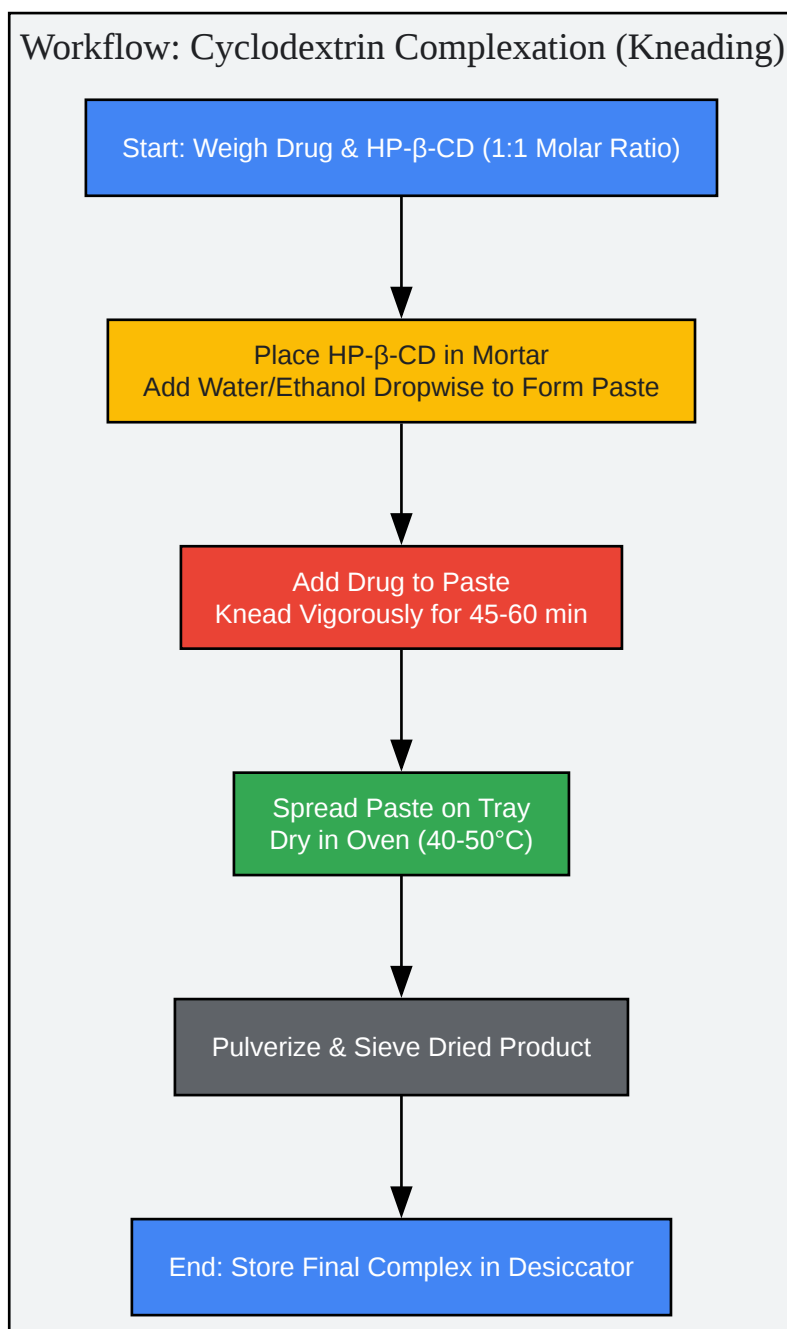 Workflow: Cyclodextrin Complexation (Kneading)
Start: Weigh Drug & HP-β-CD (1:1 Molar Ratio)
Place HP-β-CD in Mortar
Add Water/Ethanol Dropwise to Form Paste
Add Drug to Paste
Knead Vigorously for 45-60 min
Spread Paste on Tray
Dry in Oven (40-50°C)
Pulverize & Sieve Dried Product
End: Store Final Complex in Desiccator